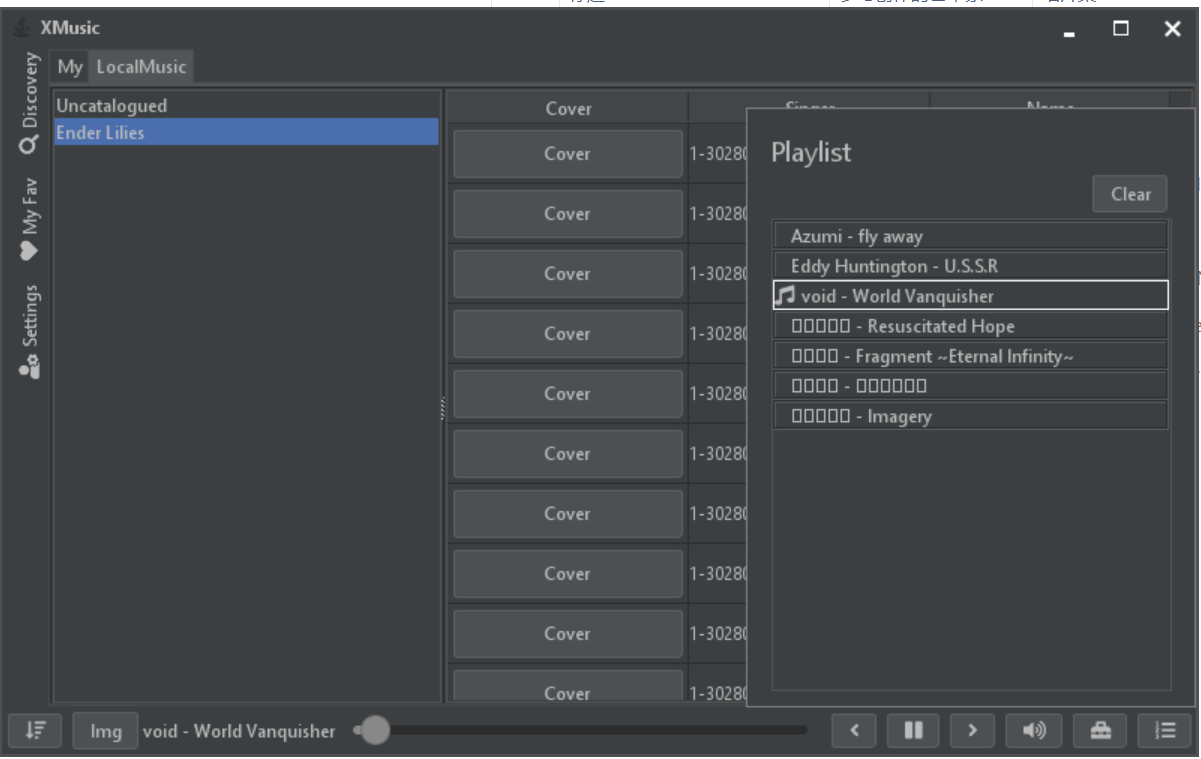 XMusic
Discovery
My Fav
Settings
My LocalMusic
Uncatalogued
Ender Lilies
Cover
Cover 1-30280
Cover 1-30280
Cover 1-30280
Cover 1-30280
Cover 1-30280
Cover 1-30280
Cover 1-30280
Cover 1-30280
Cover 1-30280
Cover 1-30280
Playlist
Clear
Azumi - fly away
Eddy Huntington - U.S.S.R
void - World Vanquisher
□□□□□ - Resuscitated Hope
□□□□ - Fragment ~Eternal Infinity~
□□□□ - □□□□□□
□□□□□ - Imagery
Img void - World Vanquisher